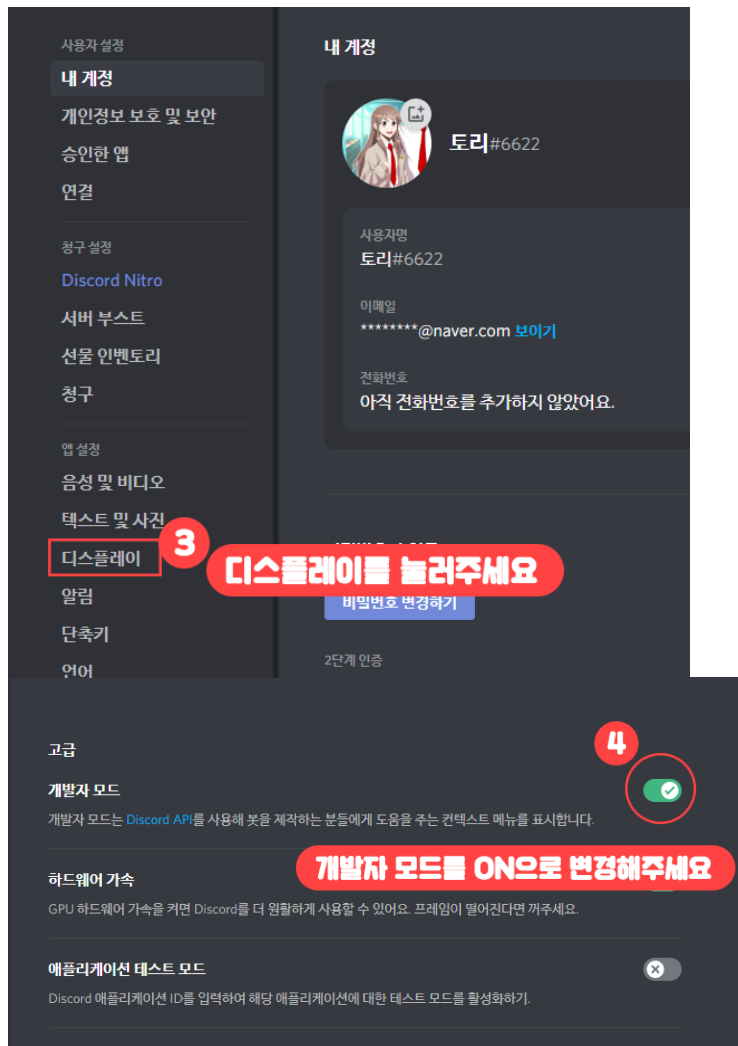 사용자 설정
내 계정
개인정보 보호 및 보안
승인한 앱
연결
청구 설정
Discord Nitro
서버 부스트
선물 인벤토리
청구
앱 설정
음성 및 비디오
텍스트 및 사진
디스플레이
알림
단축키
언어
내 계정
토리#6622
사용자명
토리#6622
이메일
********@naver.com 보이기
전화번호
아직 전화번호를 추가하지 않았어요.
3
디스플레이를 눌러주세요
비밀번호 변경하기
2단계 인증
고급
4
개발자 모드
개발자 모드는 Discord API를 사용해 봇을 제작하는 분들에게 도움을 주는 컨텍스트 메뉴를 표시합니다.
개발자 모드를 ON으로 변경해주세요
하드웨어 가속
GPU 하드웨어 가속을 켜면 Discord를 더 원활하게 사용할 수 있어요. 프레임이 떨어진다면 꺼주세요.
애플리케이션 테스트 모드
Discord 애플리케이션 ID를 입력하여 해당 애플리케이션에 대한 테스트 모드를 활성화하기.